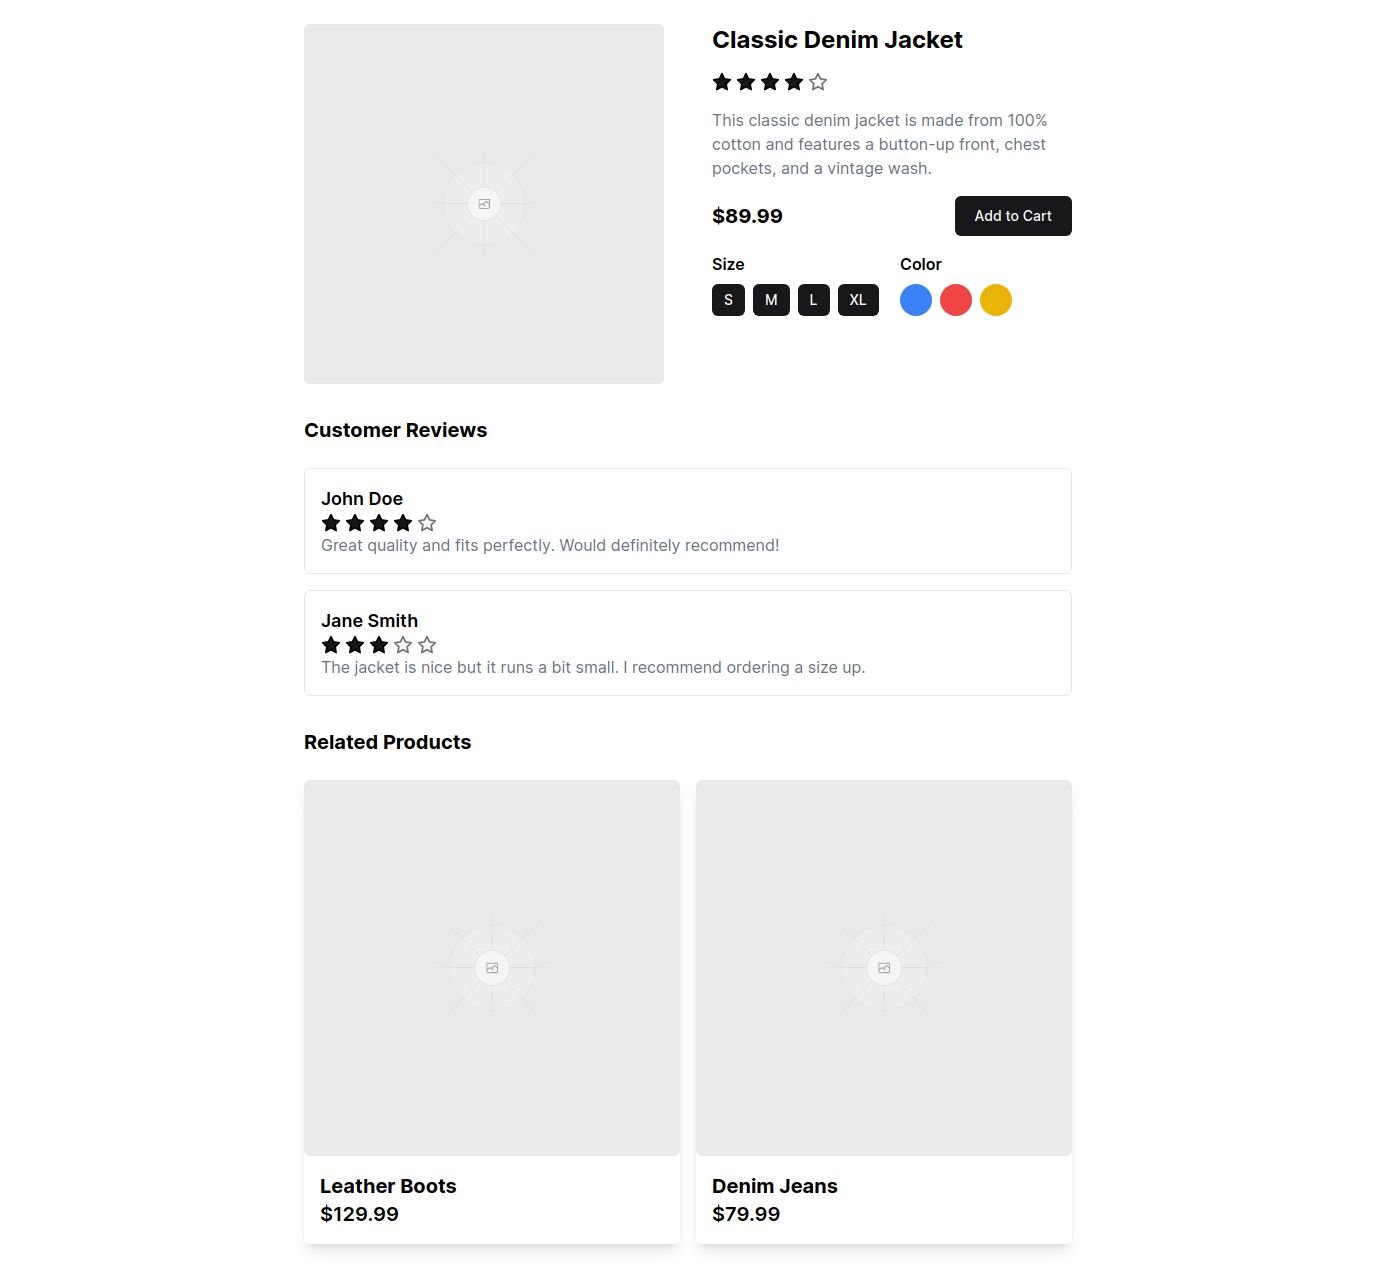 Classic Denim Jacket
This classic denim jacket is made from 100%
cotton and features a button-up front, chest
pockets, and a vintage wash.
$89.99
Add to Cart
Size
Color
S M L XL
Customer Reviews
John Doe
Great quality and fits perfectly. Would definitely recommend!
Jane Smith
The jacket is nice but it runs a bit small. I recommend ordering a size up.
Related Products
Leather Boots
$129.99
Denim Jeans
$79.99